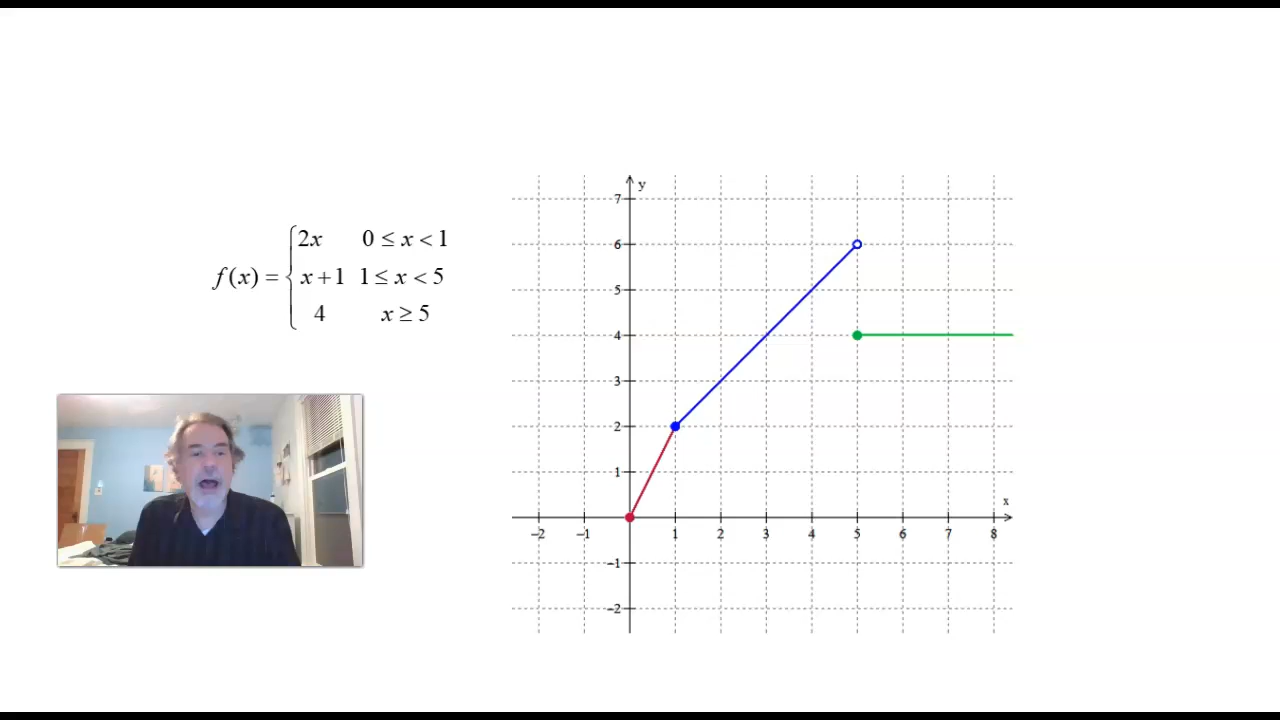 f(x) = { 2x 0 ≤ x < 1
x+1 1 ≤ x < 5
4 x ≥ 5
y
7
6
5
4
3
2
1
x
−2 −1 1 2 3 4 5 6 7 8
−1
−2